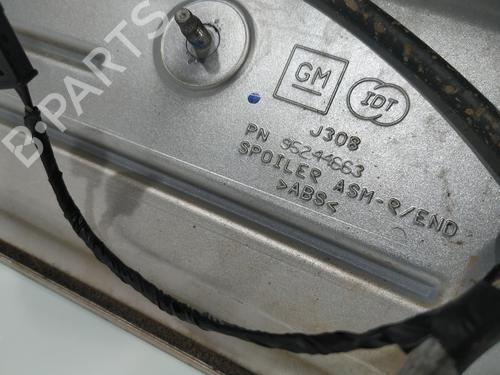 B-PARTS
GM
IDT
J308
PN 95244663
SPOILER ASM-R/END
>ABS<